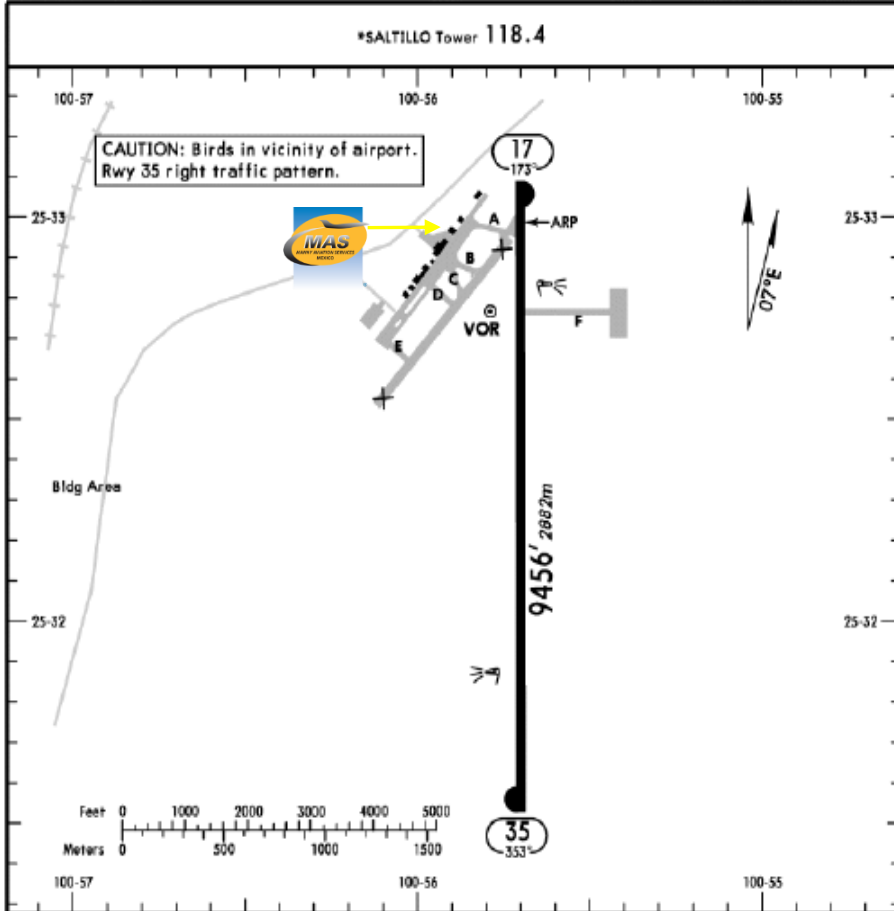 *SALTILLO Tower 118.4
100-57
100-56
100-55
CAUTION: Birds in vicinity of airport.
Rwy 35 right traffic pattern.
17
173°
25-33
25-33
MAS
MEXICO
A
ARP
B
C
D
VOR
F
07°E
E
Bldg Area
9456' 2882m
25-32
25-32
Feet 0 1000 2000 3000 4000 5000
Meters 0 500 1000 1500
35
353°
100-57
100-56
100-55